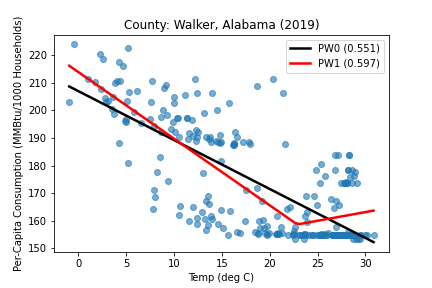 County: Walker, Alabama (2019)
Per-Capita Consumption (MMBtu/1000 Households)
220
210
200
190
180
170
160
150
PW0 (0.551)
PW1 (0.597)
0 5 10 15 20 25 30
Temp (deg C)